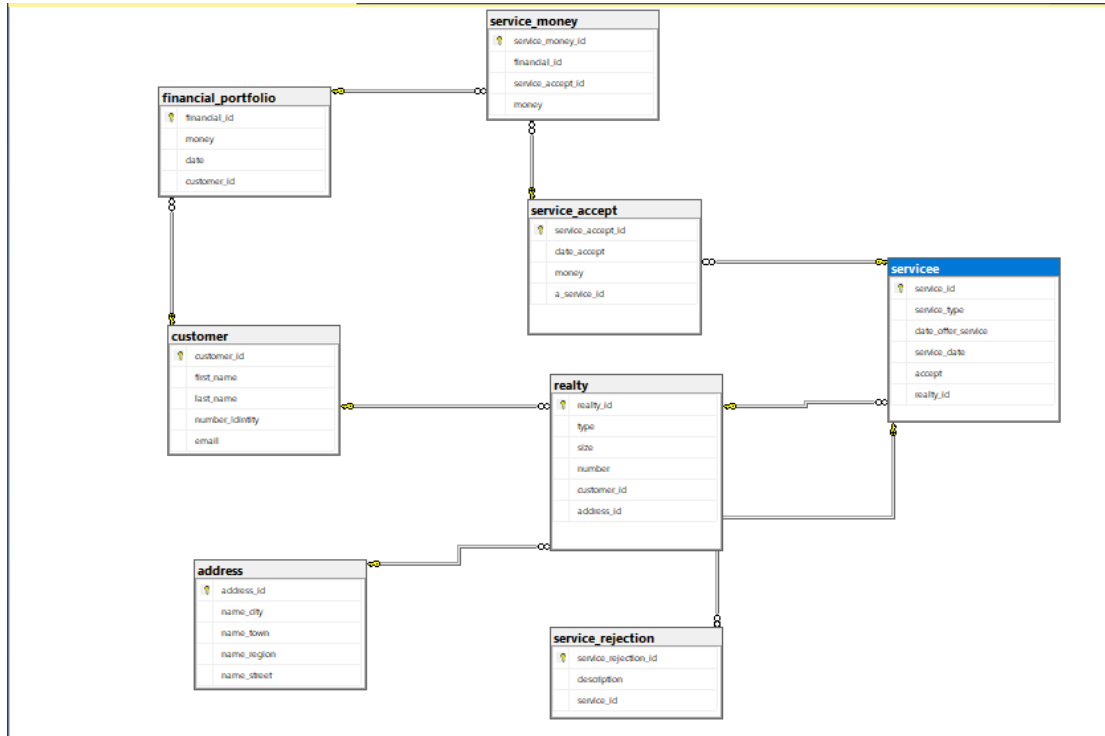 service_money
service_money_id
financial_id
service_accept_id
money
financial_portfolio
financial_id
money
date
customer_id
service_accept
service_accept_id
date_accept
money
a_service_id
servicee
service_id
service_type
date_offer_service
service_date
accept
realty_id
customer
customer_id
first_name
last_name
number_idintity
email
realty
realty_id
type
size
number
customer_id
address_id
address
address_id
name_city
name_town
name_region
name_street
service_rejection
service_rejection_id
description
service_id